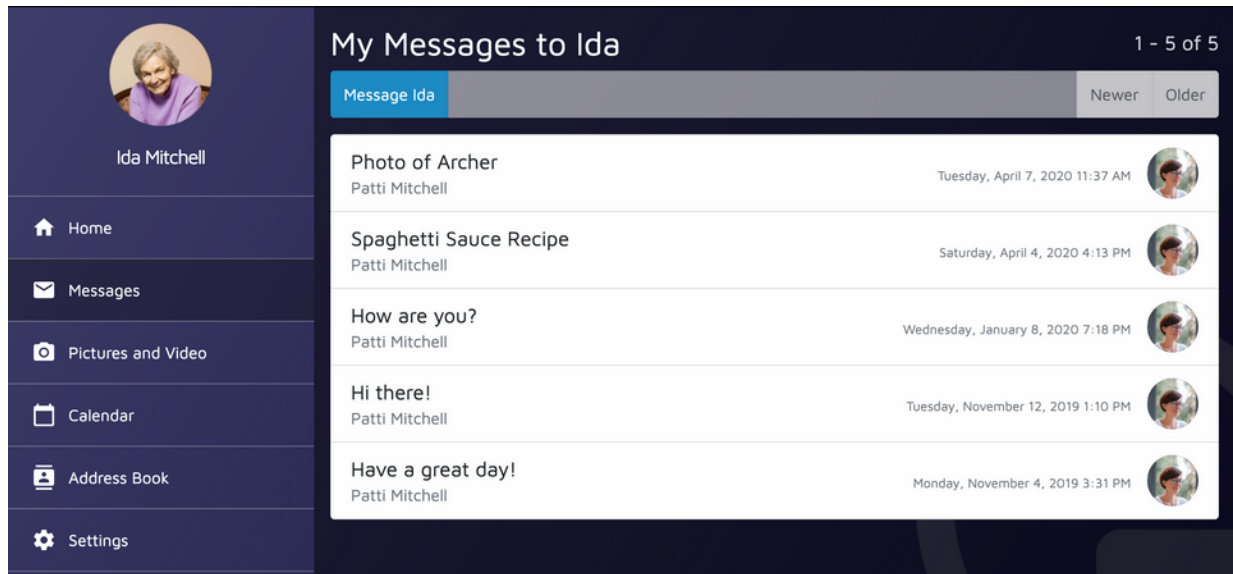 Ida Mitchell
Home
Messages
Pictures and Video
Calendar
Address Book
Settings
My Messages to Ida
1 - 5 of 5
Message Ida
Newer
Older
Photo of Archer
Patti Mitchell
Tuesday, April 7, 2020 11:37 AM
Spaghetti Sauce Recipe
Patti Mitchell
Saturday, April 4, 2020 4:13 PM
How are you?
Patti Mitchell
Wednesday, January 8, 2020 7:18 PM
Hi there!
Patti Mitchell
Tuesday, November 12, 2019 1:10 PM
Have a great day!
Patti Mitchell
Monday, November 4, 2019 3:31 PM